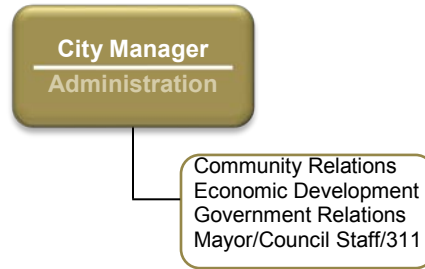 City Manager
Administration
Community Relations
Economic Development
Government Relations
Mayor/Council Staff/311